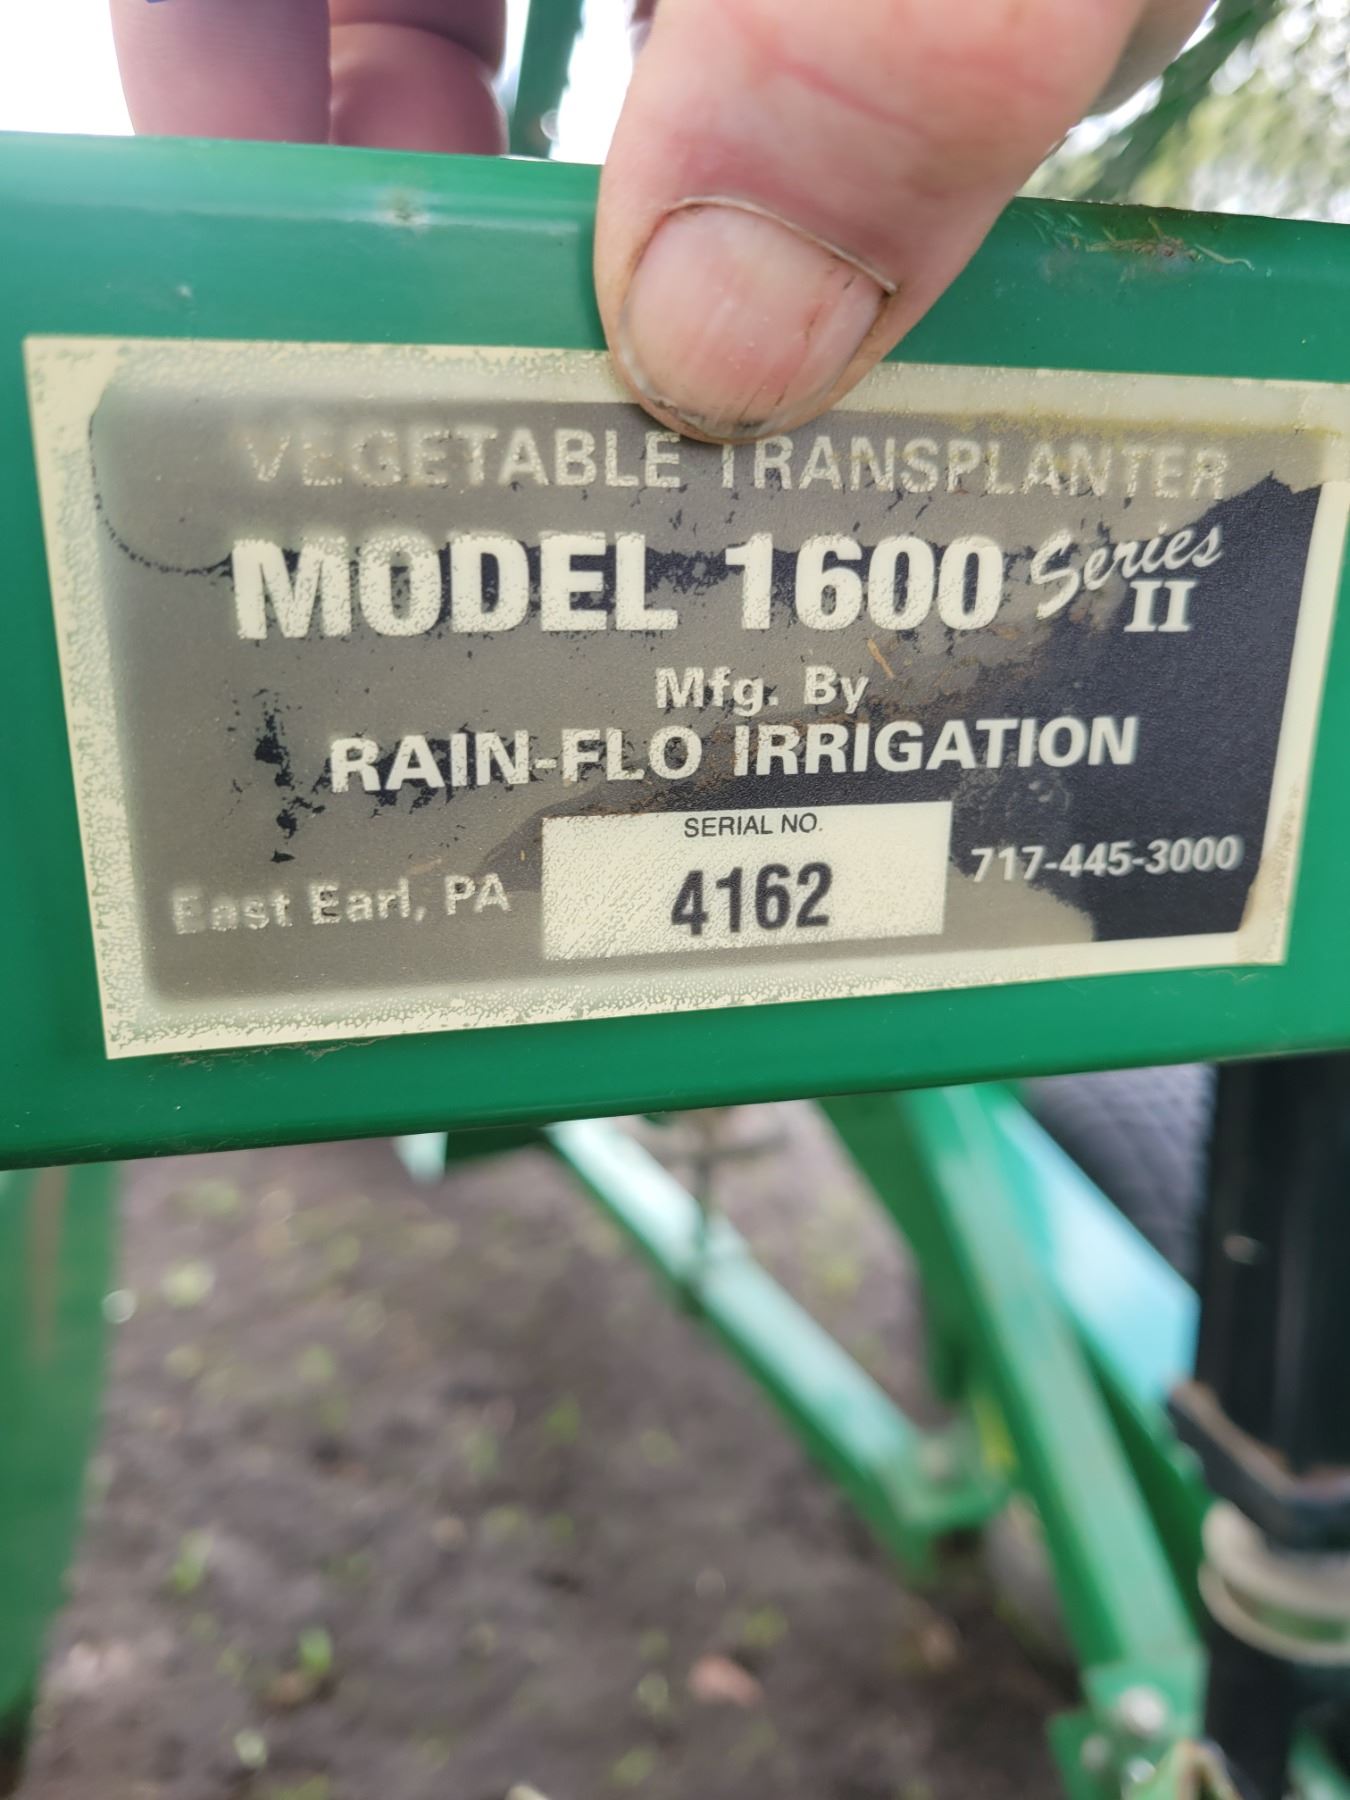 VEGETABLE TRANSPLANTER
MODEL 1600 Series II
Mfg. By
RAIN-FLO IRRIGATION
East Earl, PA
SERIAL NO.
4162
717-445-3000